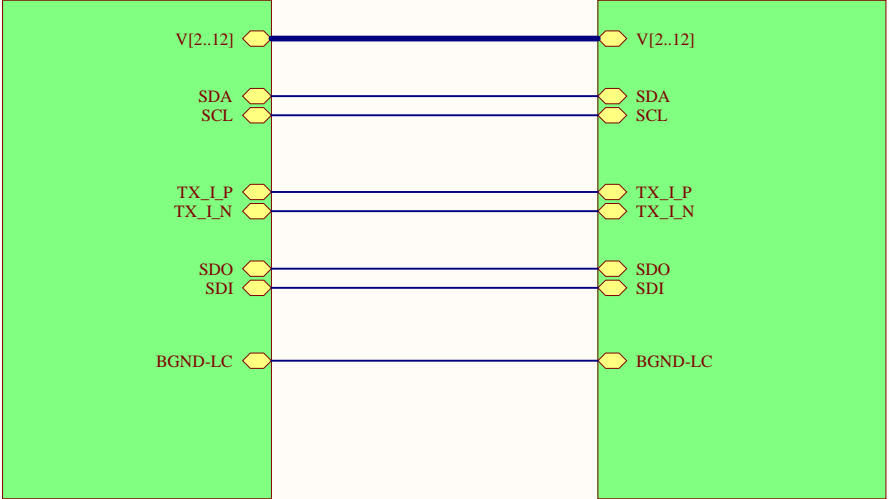 V[2..12] V[2..12]
SDA SDA
SCL SCL
TX_I_P TX_I_P
TX_I_N TX_I_N
SDO SDO
SDI SDI
BGND-LC BGND-LC